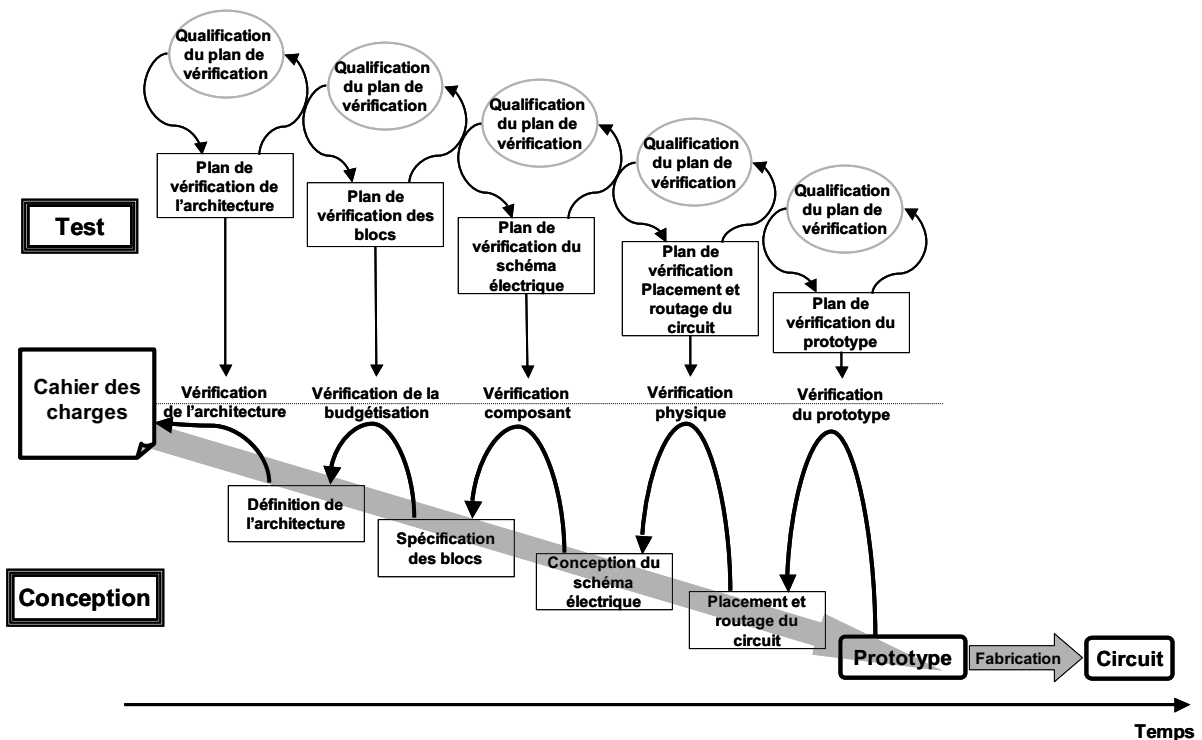 Qualification
du plan de
vérification
Qualification
du plan de
vérification
Qualification
du plan de
vérification
Qualification
du plan de
vérification
Qualification
du plan de
vérification
Plan de
vérification de
l'architecture
Plan de
vérification des
blocs
Plan de
vérification du
schéma
électrique
Plan de
vérification
Placement et
routage du
circuit
Plan de
vérification du
prototype
Test
Cahier des
charges
Vérification
de l'architecture
Vérification de la
budgétisation
Vérification
composant
Vérification
physique
Vérification
du prototype
Définition de
l'architecture
Spécification
des blocs
Conception du
schéma
électrique
Placement et
routage du
circuit
Conception
Prototype
Fabrication
Circuit
Temps